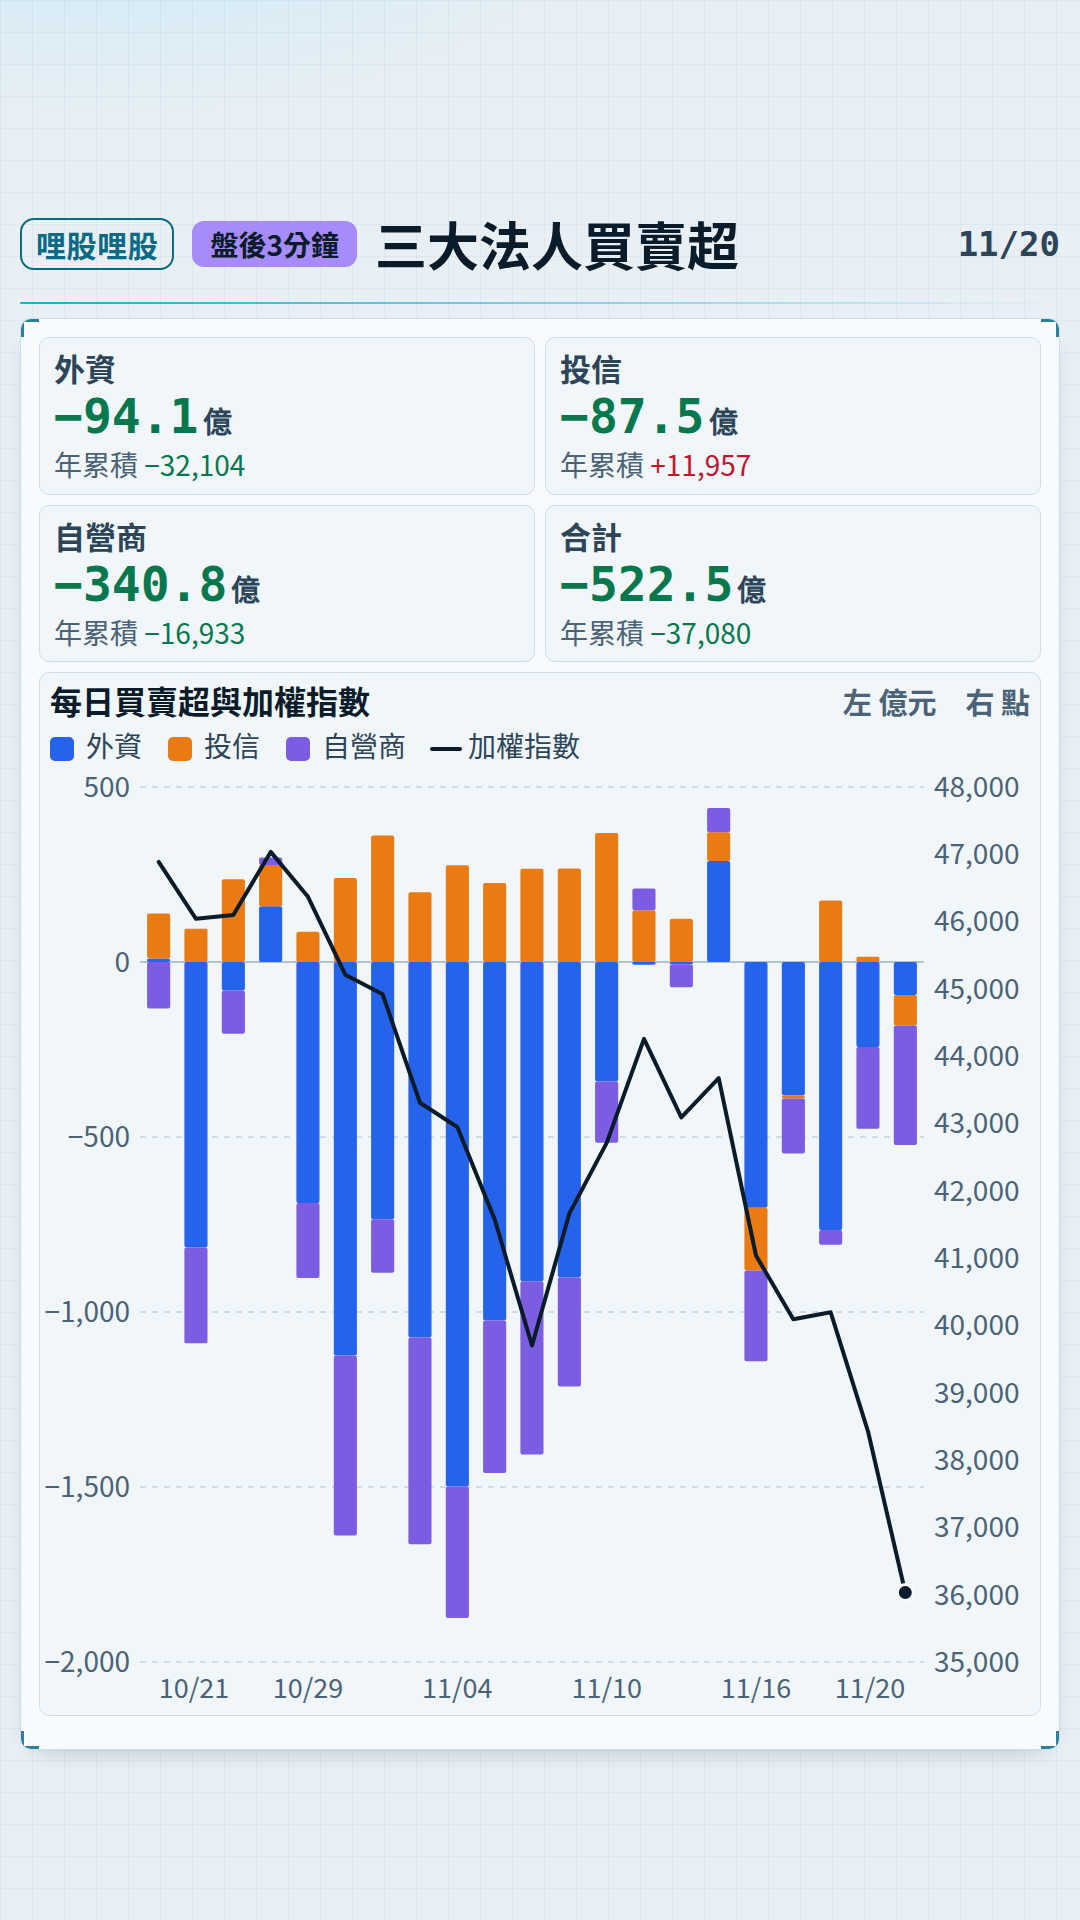 哩股哩股 盤後3分鐘 三大法人買賣超 11/20
外資
−94.1億
年累積 −32,104
投信
−87.5億
年累積 +11,957
自營商
−340.8億
年累積 −16,933
合計
−522.5億
年累積 −37,080
每日買賣超與加權指數 左 億元 右 點
外資 投信 自營商 加權指數
500 48,000
47,000
46,000
0
45,000
44,000
−500 43,000
42,000
41,000
−1,000 40,000
39,000
38,000
−1,500
37,000
36,000
−2,000 35,000
10/21 10/29 11/04 11/10 11/16 11/20